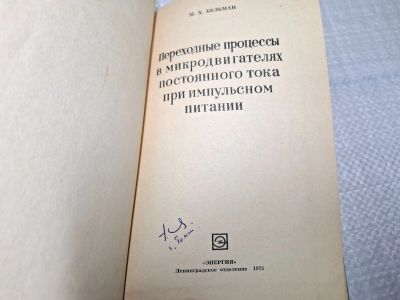 М. Х. БЕЛЬМАН
Переходные процессы
в микродвигателях
постоянного тока
при импульсном
питании
«ЭНЕРГИЯ»
Ленинградское отделение 1975